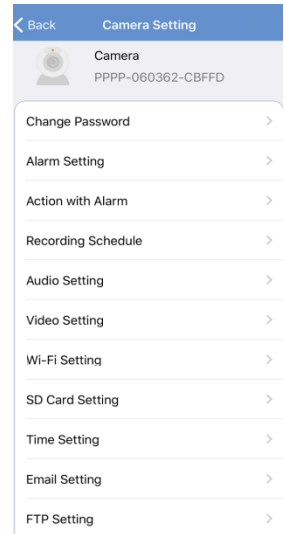 Back Camera Setting
Camera
PPPP-060362-CBFFD
Change Password
Alarm Setting
Action with Alarm
Recording Schedule
Audio Setting
Video Setting
Wi-Fi Setting
SD Card Setting
Time Setting
Email Setting
FTP Setting